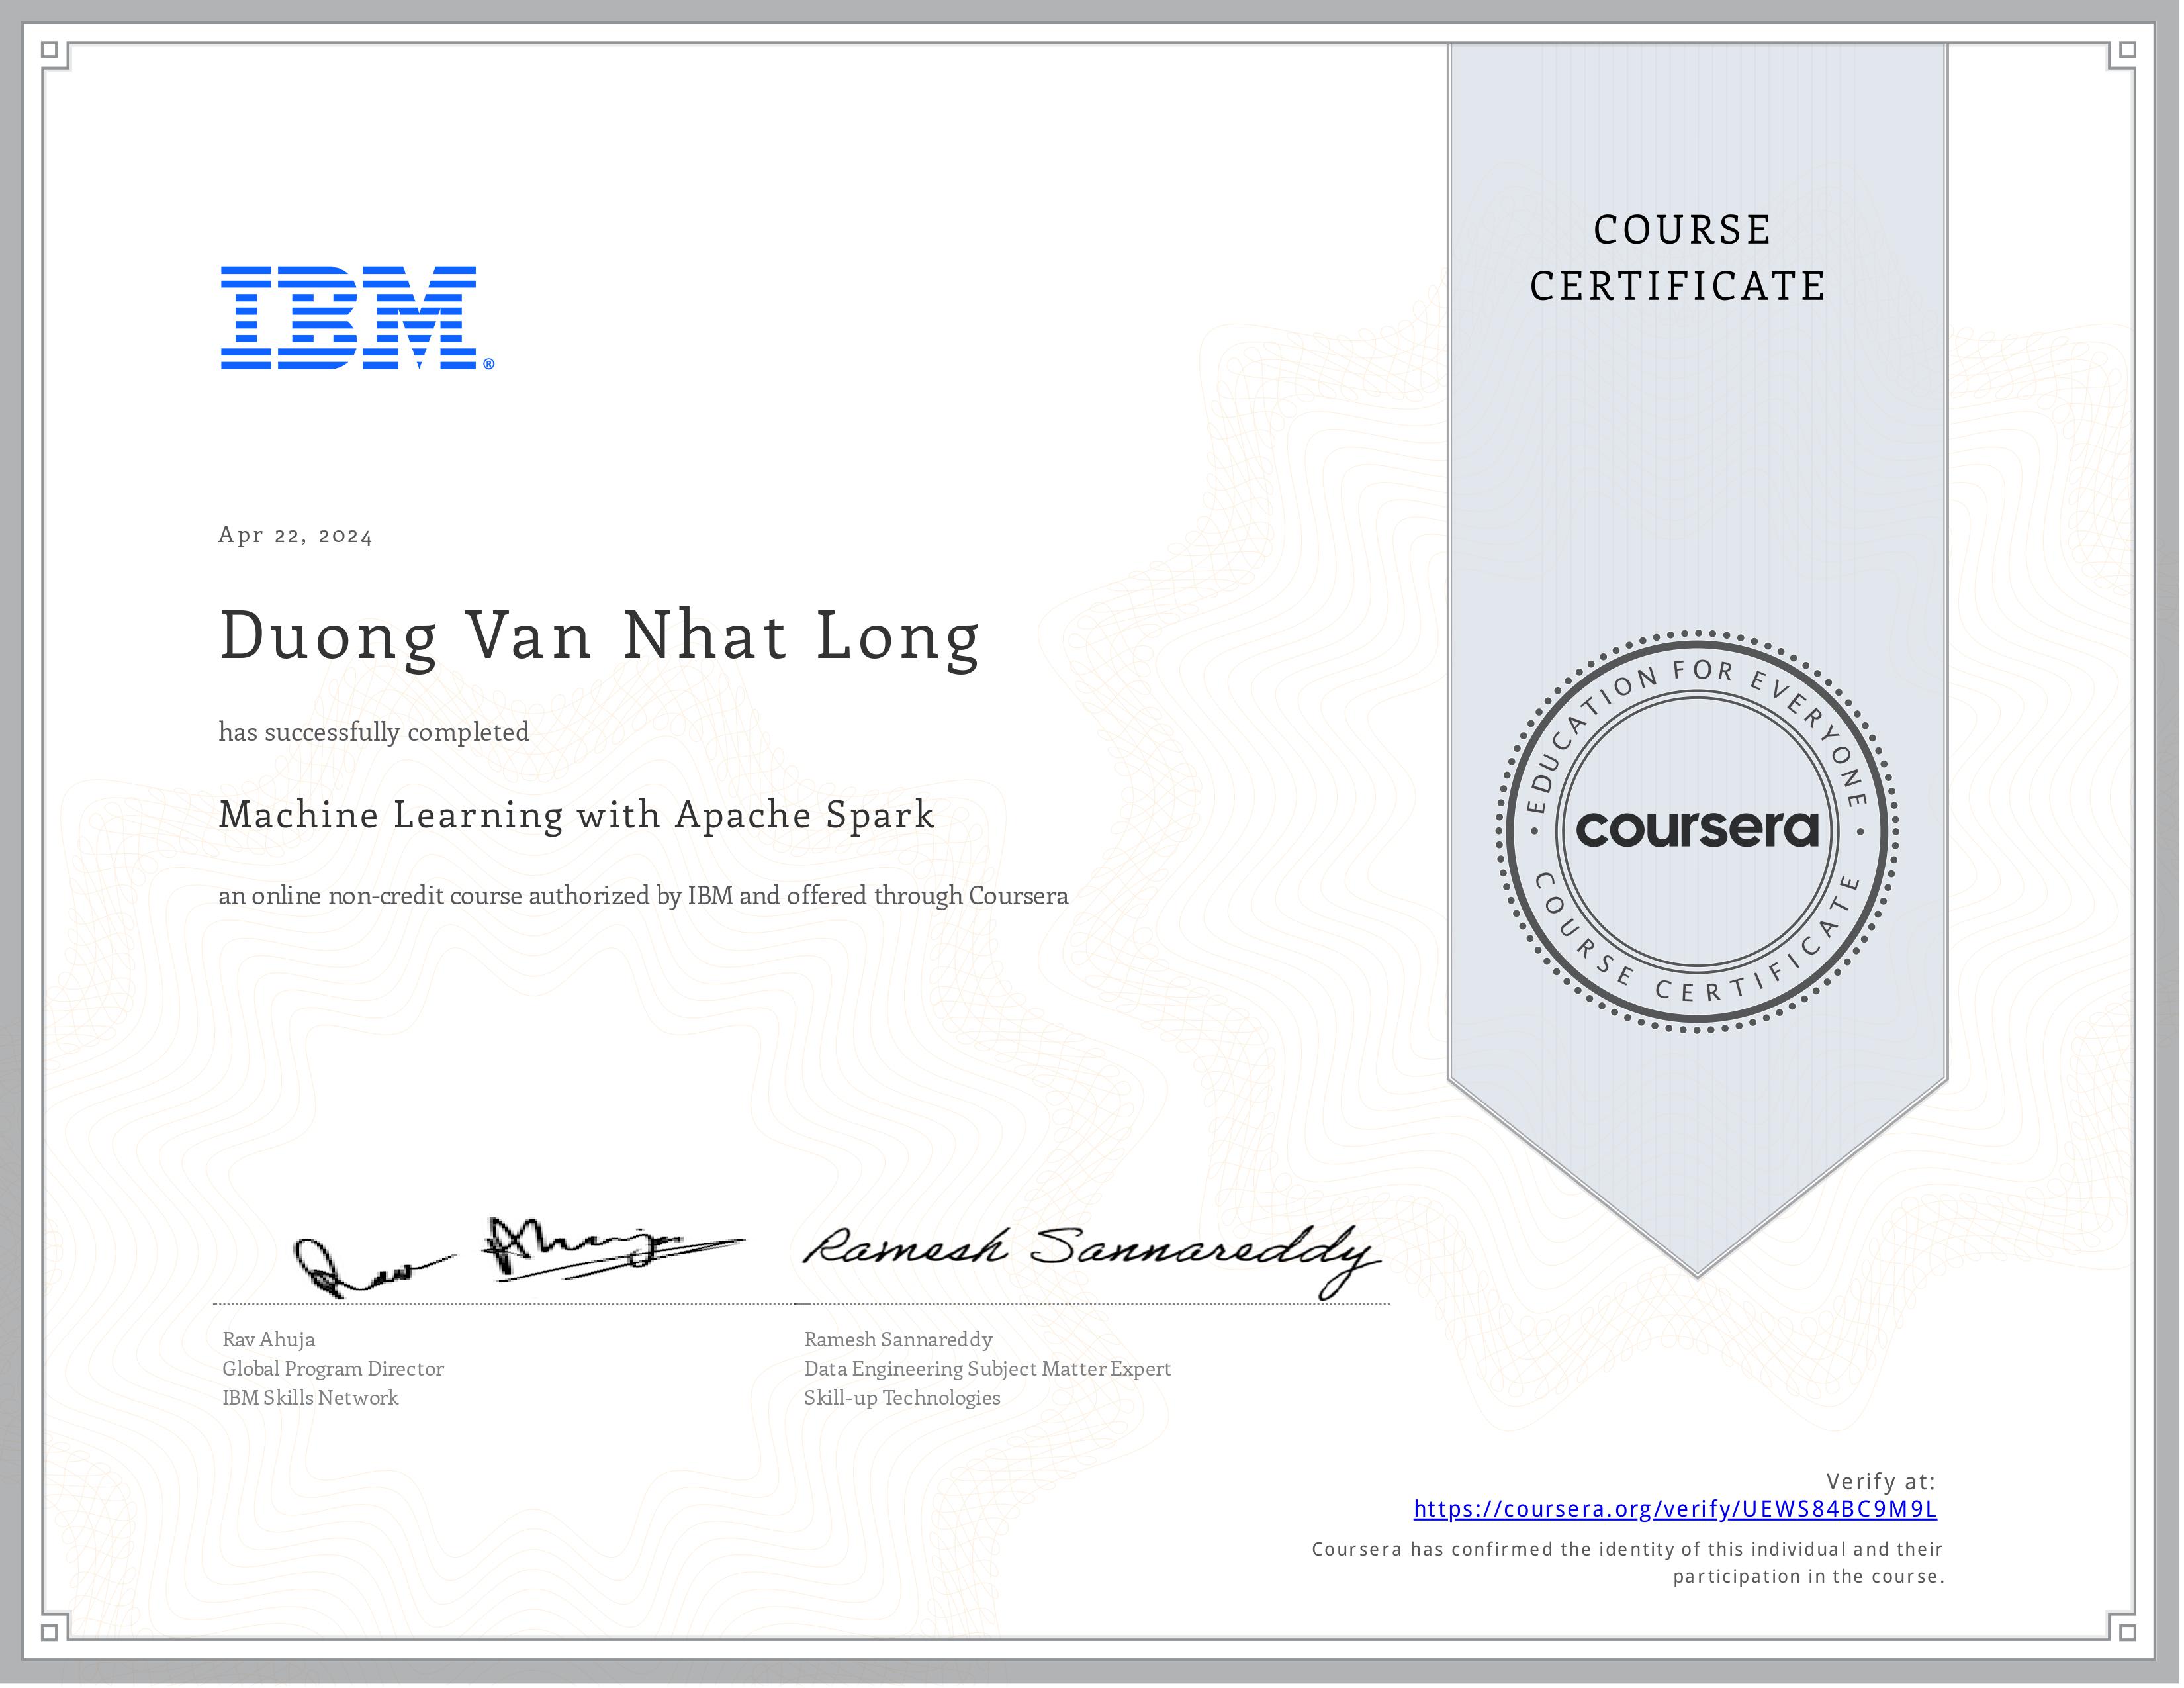 IBM®
COURSE
CERTIFICATE
Apr 22, 2024
Duong Van Nhat Long
has successfully completed
Machine Learning with Apache Spark
an online non-credit course authorized by IBM and offered through Coursera
EDUCATION FOR EVERYONE
coursera
COURSE CERTIFICATE
Rav Ahuja
Ramesh Sannareddy
Rav Ahuja
Global Program Director
IBM Skills Network
Ramesh Sannareddy
Data Engineering Subject Matter Expert
Skill-up Technologies
Verify at:
https://coursera.org/verify/UEWS84BC9M9L
Coursera has confirmed the identity of this individual and their
participation in the course.